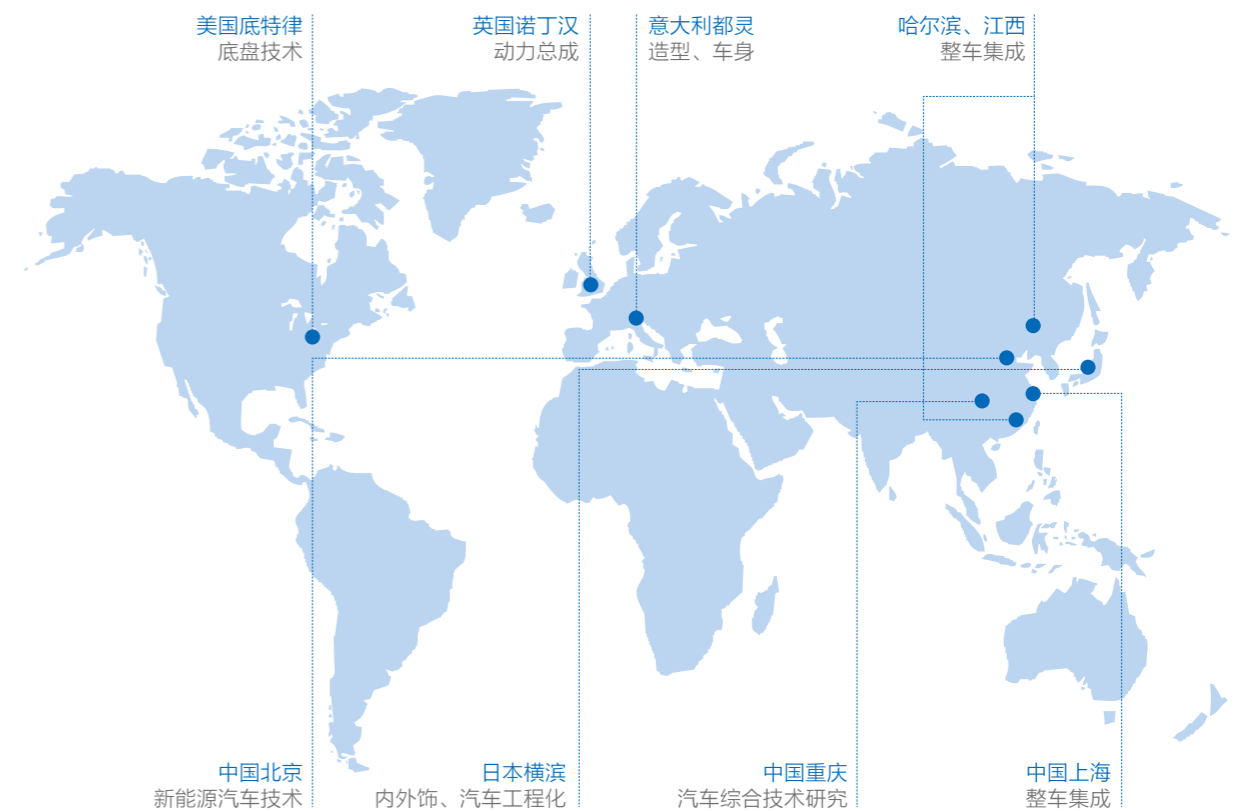 美国底特律
底盘技术
英国诺丁汉
动力总成
意大利都灵
造型、车身
哈尔滨、江西
整车集成
中国北京
新能源汽车技术
日本横滨
内外饰、汽车工程化
中国重庆
汽车综合技术研究
中国上海
整车集成